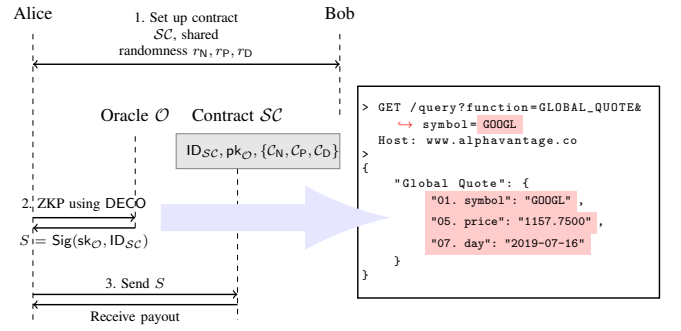 Alice
Bob
1. Set up contract
𝒮𝒞, shared
randomness r_N, r_P, r_D
Oracle 𝒪
Contract 𝒮𝒞
ID_𝒮𝒞, pk_𝒪, {𝒞_N, 𝒞_P, 𝒞_D}
2. ZKP using DECO
S = Sig(sk_𝒪, ID_𝒮𝒞)
3. Send S
Receive payout
> GET /query?function=GLOBAL_QUOTE&
↪ symbol=GOOGL
Host: www.alphavantage.co
>
{
"Global Quote": {
"01. symbol": "GOOGL",
"05. price": "1157.7500",
"07. day": "2019-07-16"
}
}